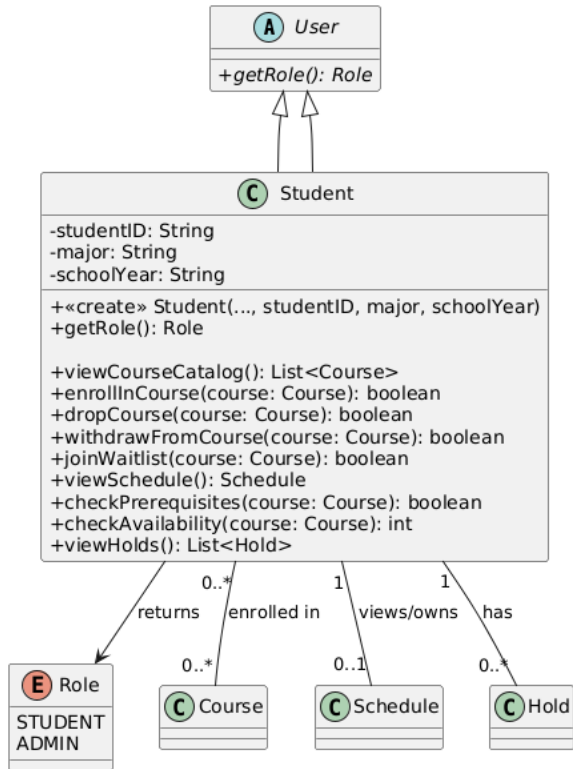 A User
+getRole(): Role
C Student
-studentID: String
-major: String
-schoolYear: String
+«create» Student(..., studentID, major, schoolYear)
+getRole(): Role
+viewCourseCatalog(): List<Course>
+enrollInCourse(course: Course): boolean
+dropCourse(course: Course): boolean
+withdrawFromCourse(course: Course): boolean
+joinWaitlist(course: Course): boolean
+viewSchedule(): Schedule
+checkPrerequisites(course: Course): boolean
+checkAvailability(course: Course): int
+viewHolds(): List<Hold>
0..* 1 1
returns enrolled in views/owns has
0..* 0..1 0..*
E Role
STUDENT
ADMIN
C Course
C Schedule
C Hold